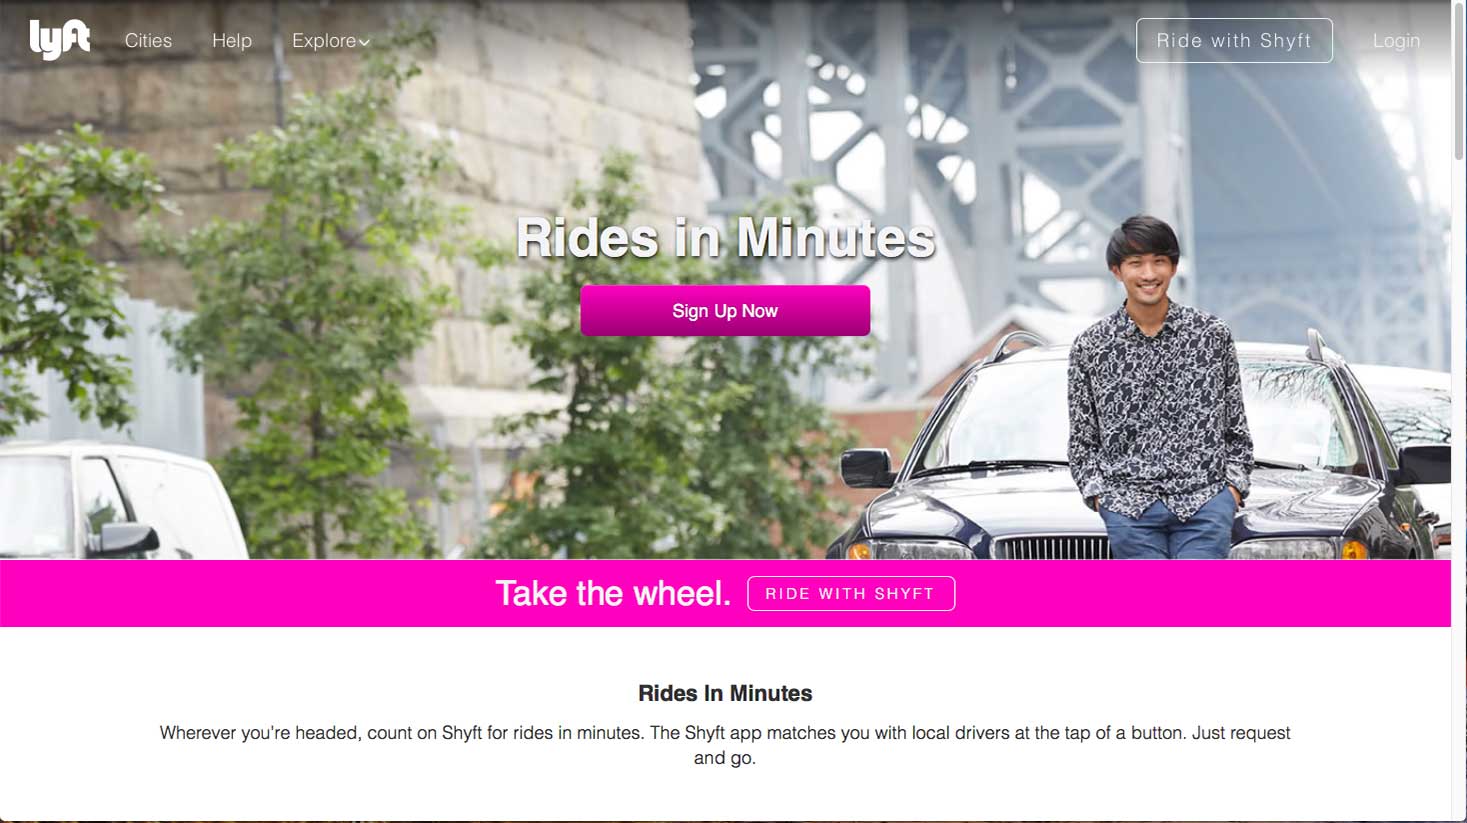 lyft
Cities
Help
Explore
Ride with Shyft
Login
Rides in Minutes
Sign Up Now
Take the wheel.
RIDE WITH SHYFT
Rides In Minutes
Wherever you're headed, count on Shyft for rides in minutes. The Shyft app matches you with local drivers at the tap of a button. Just request
and go.